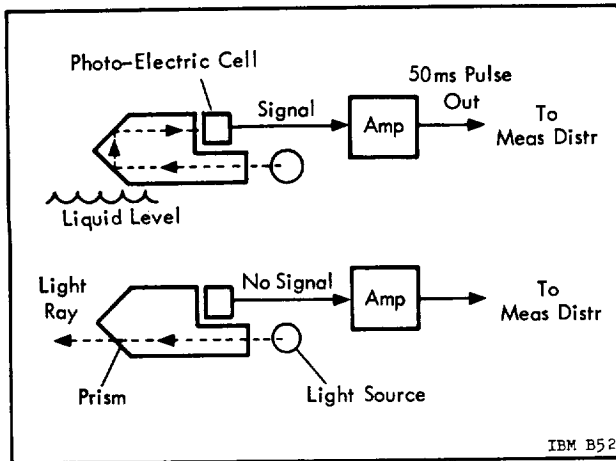 Photo-Electric Cell
50ms Pulse
Out
Signal
Amp
To
Meas Distr
Liquid Level
Light
Ray
No Signal
Amp
To
Meas Distr
Prism
Light Source
IBM B52